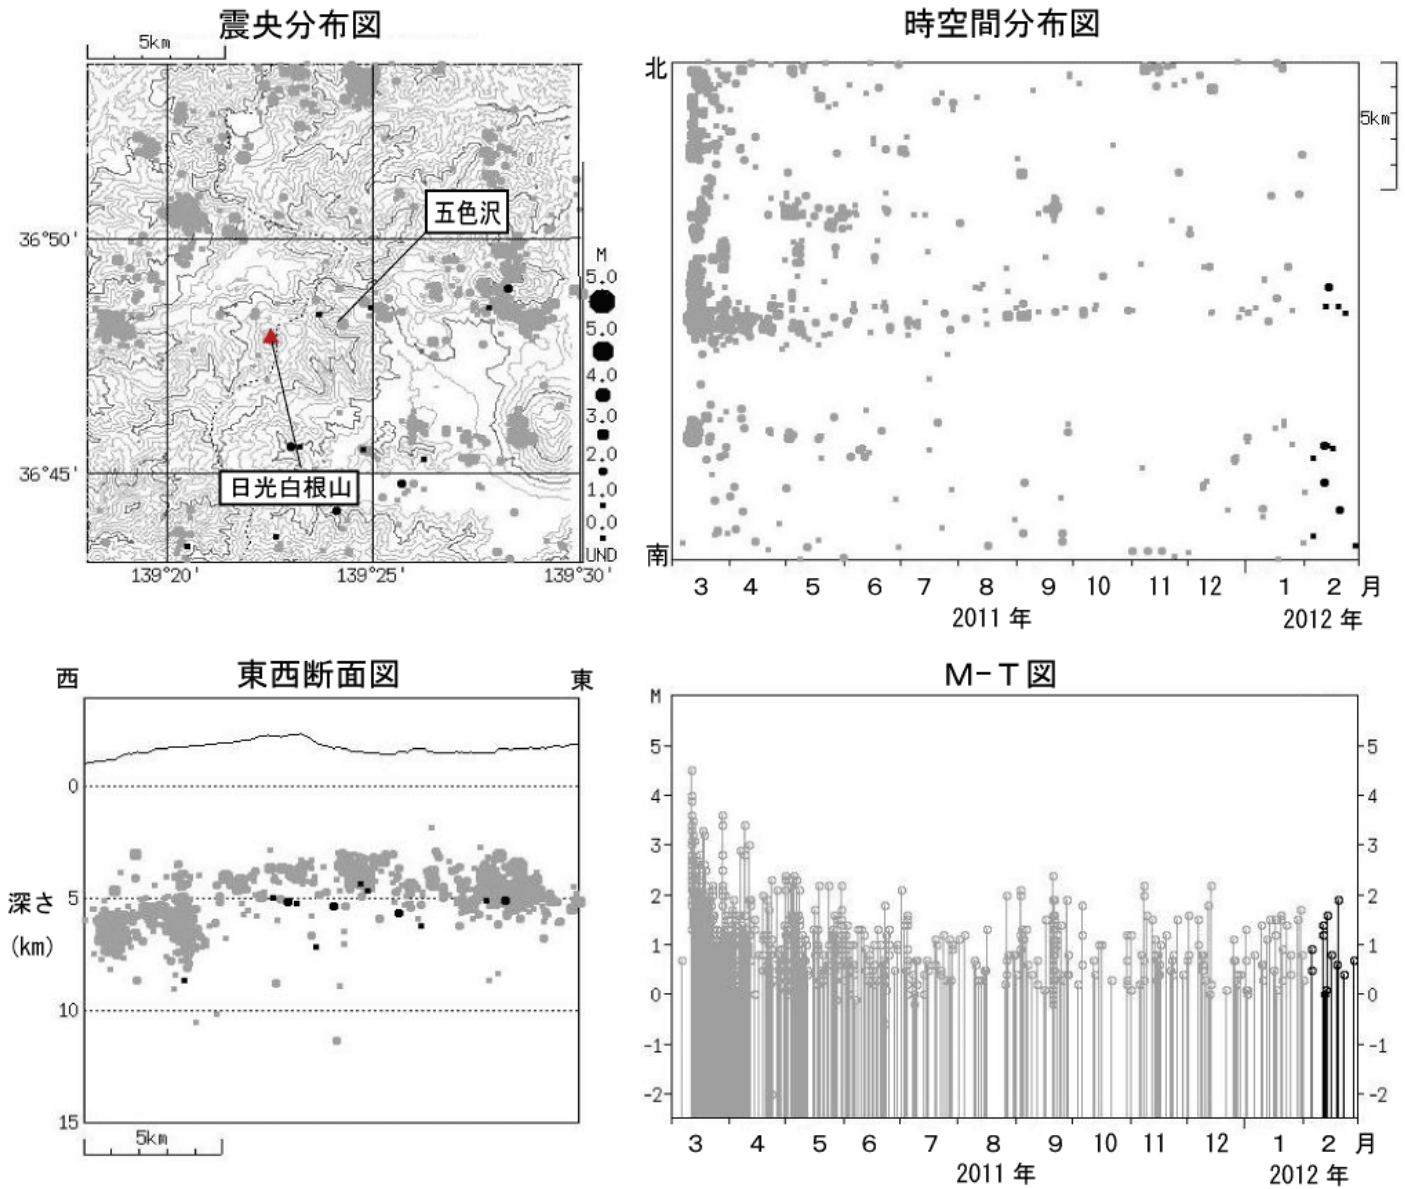 震央分布図
5km
五色沢
36°50'
36°45'
日光白根山
139°20'
139°25'
139°30'
M
5.0
5.0
4.0
3.0
2.0
1.0
0.0
UND
時空間分布図
北
南
5km
3 4 5 6 7 8 9 10 11 12 1 2 月
2011 年
2012 年
東西断面図
西
東
0
5
10
15
深さ
(km)
5km
M-T図
M
5
4
3
2
1
0
-1
-2
5
4
3
2
1
0
-1
-2
3 4 5 6 7 8 9 10 11 12 1 2 月
2011 年
2012 年